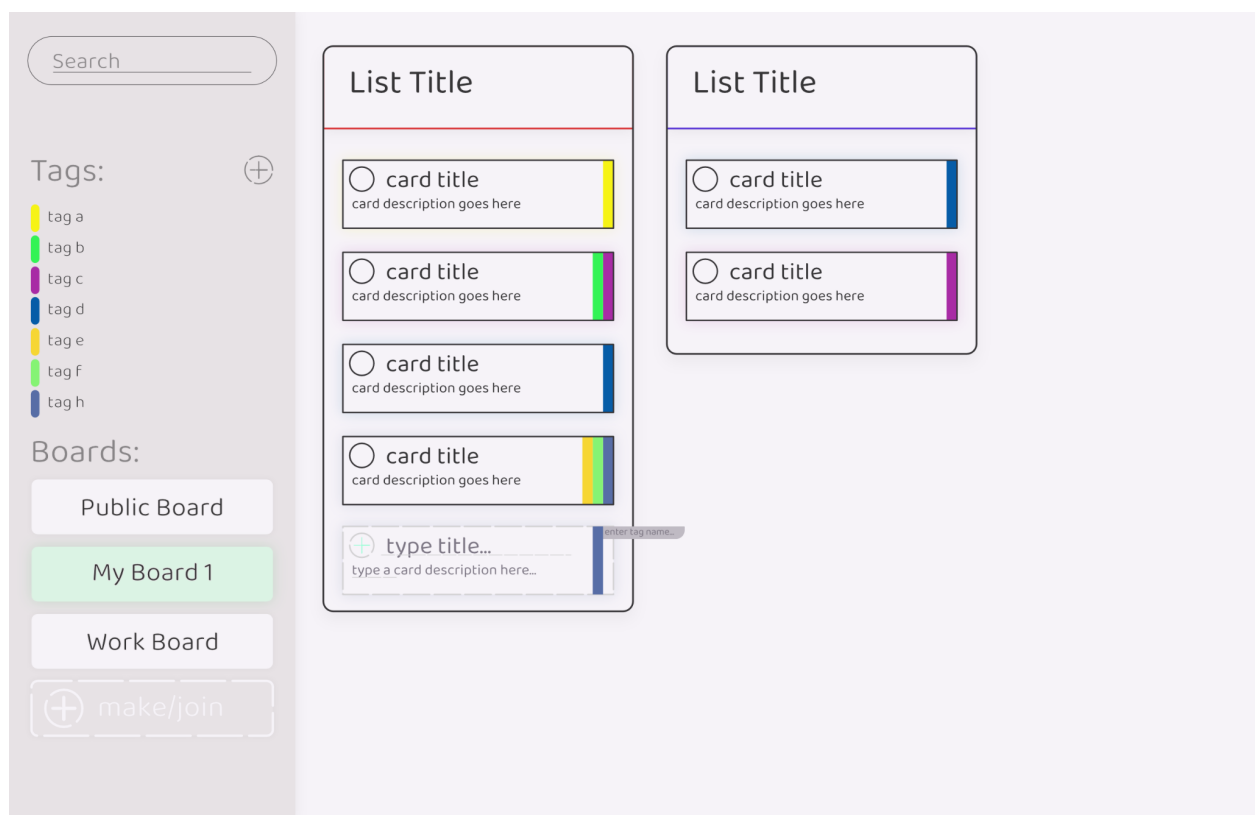 Search
Tags:
tag a
tag b
tag c
tag d
tag e
tag f
tag h
Boards:
Public Board
My Board 1
Work Board
make/join
List Title
card title
card description goes here
card title
card description goes here
card title
card description goes here
card title
card description goes here
type title...
type a card description here...
enter tag name...
List Title
card title
card description goes here
card title
card description goes here